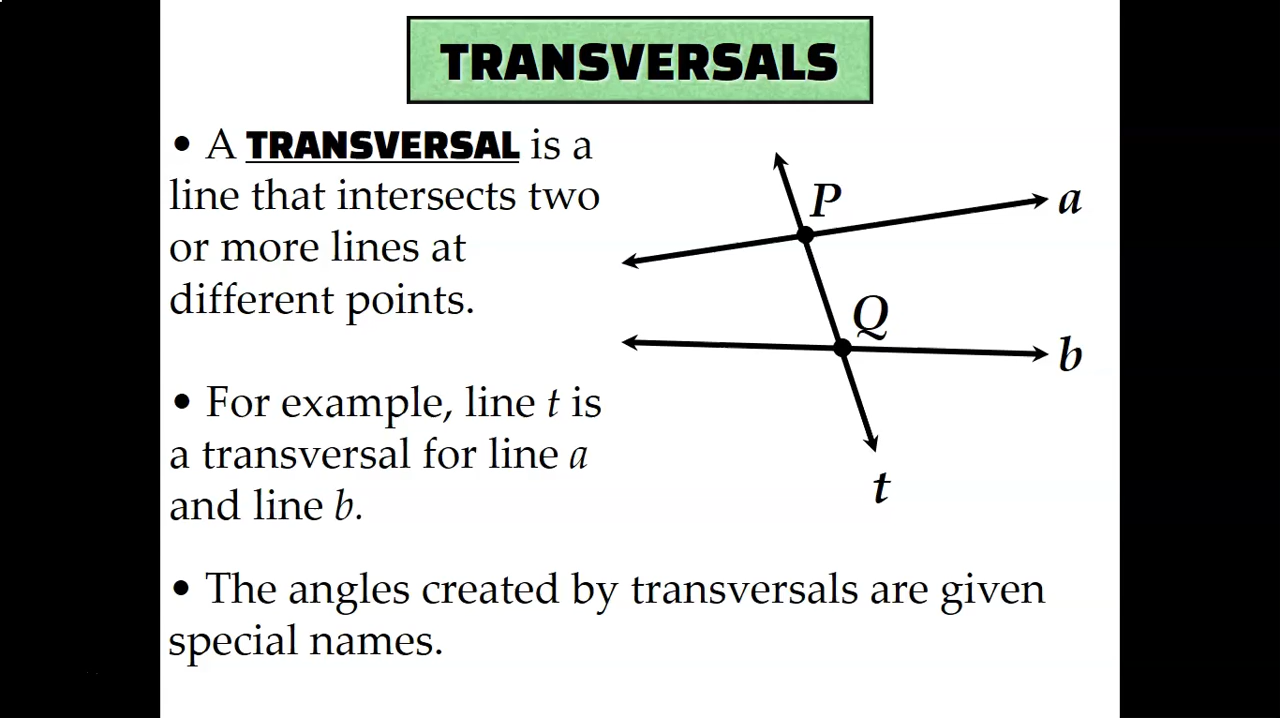 TRANSVERSALS
• A TRANSVERSAL is a
line that intersects two
or more lines at
different points.
P
a
Q
b
t
• For example, line t is
a transversal for line a
and line b.
• The angles created by transversals are given
special names.